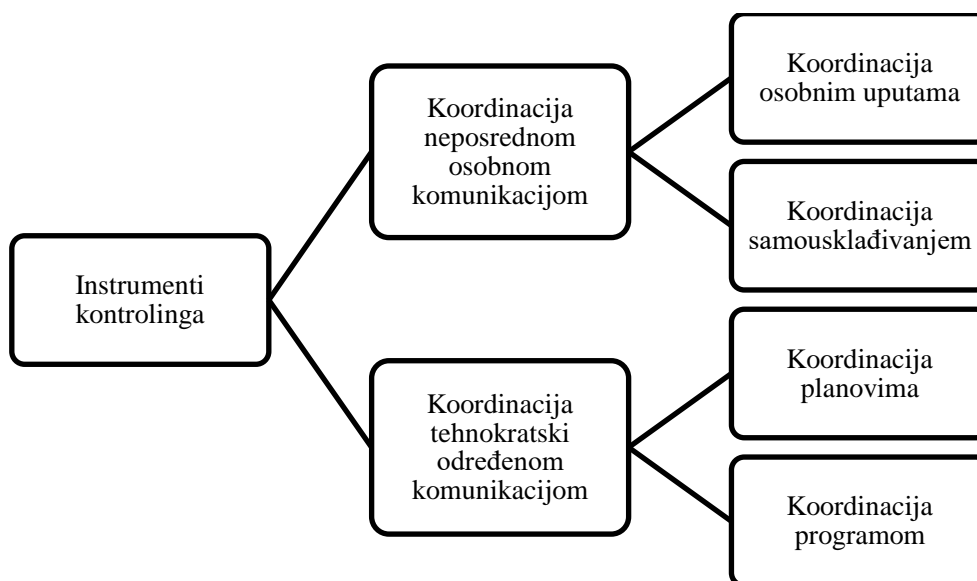 Instrumenti
kontrolinga
Koordinacija
neposrednom
osobnom
komunikacijom
Koordinacija
osobnim uputama
Koordinacija
samousklađivanjem
Koordinacija
tehnokratski
određenom
komunikacijom
Koordinacija
planovima
Koordinacija
programom